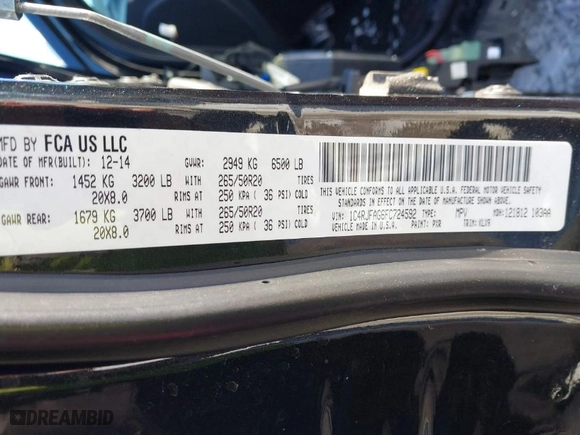 MFD BY FCA US LLC
DATE OF MFR(BUILT): 12-14 GVWR: 2949 KG 6500 LB
GAWR FRONT: 1452 KG 3200 LB WITH 265/50R20 TIRES
20X8.0 RIMS AT 250 KPA ( 36 PSI) COLD
GAWR REAR: 1679 KG 3700 LB WITH 265/50R20 TIRES
20X8.0 RIMS AT 250 KPA ( 36 PSI) COLD
THIS VEHICLE CONFORMS TO ALL APPLICABLE U.S.A. FEDERAL MOTOR VEHICLE SAFETY
STANDARDS IN EFFECT ON THE DATE OF MANUFACTURE SHOWN ABOVE.
VIN: 1C4RJFAG6FC724592 TYPE: MPV MDH: 121812 103AA
VEHICLE MADE IN U.S.A. PAINT: PXR TRIM:
DREAMBID